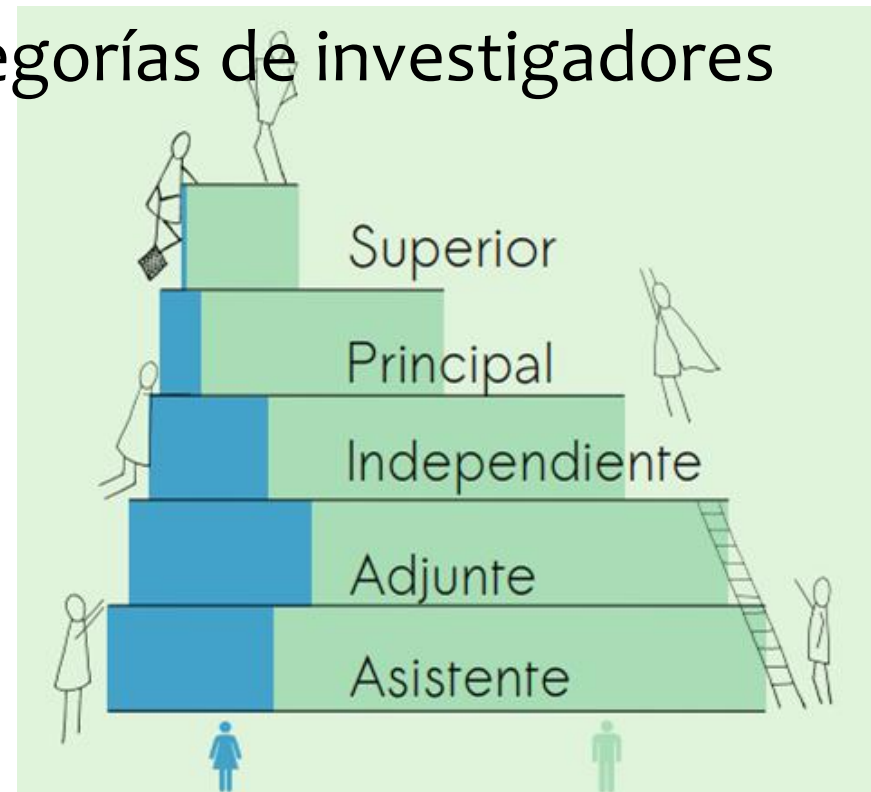 egorías de investigadores
Superior
Principal
Independiente
Adjunte
Asistente